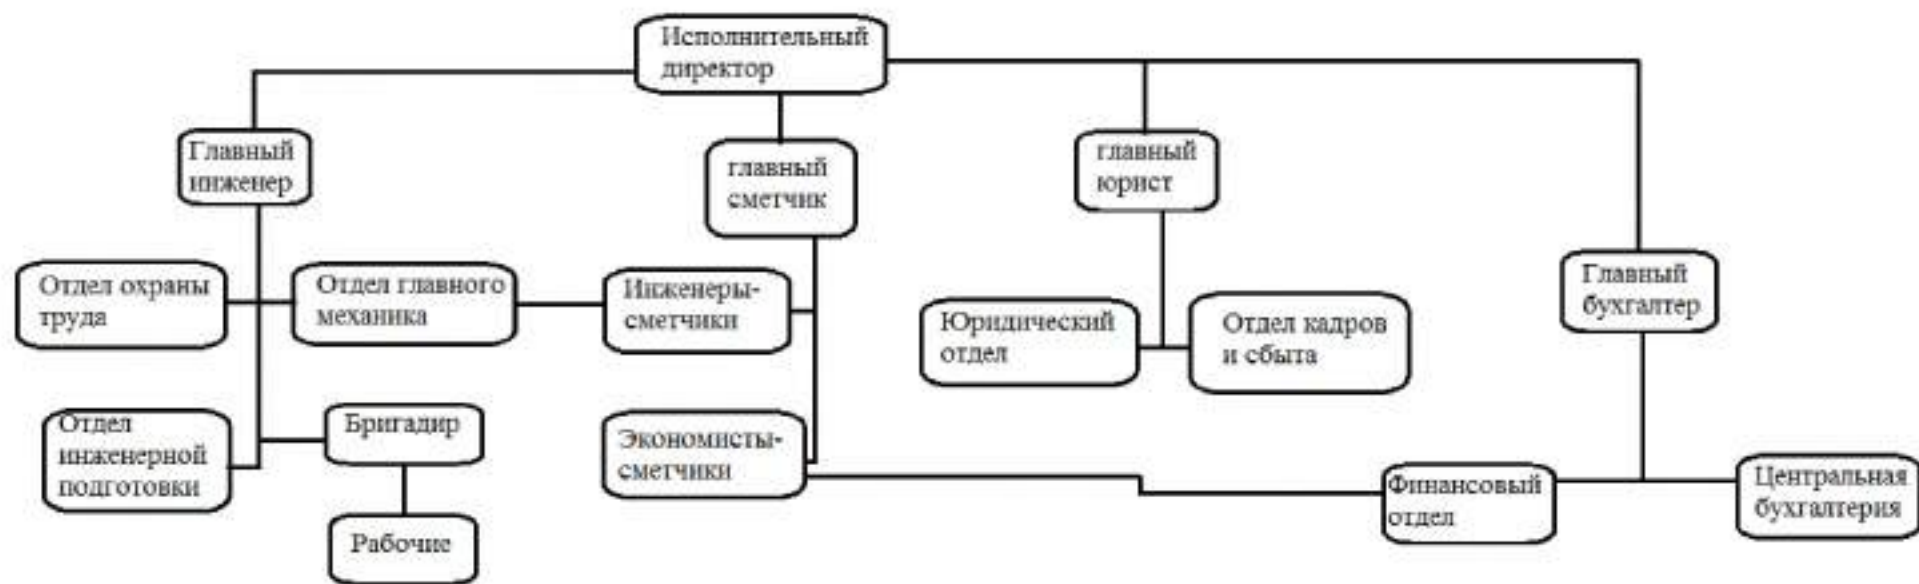 Исполнительный
директор
Главный
инженер
главный
сметчик
главный
юрист
Главный
бухгалтер
Отдел охраны
труда
Отдел главного
механика
Инженеры-
сметчики
Юридический
отдел
Отдел кадров
и сбыта
Отдел
инженерной
подготовки
Бригадир
Рабочие
Экономисты-
сметчики
Финансовый
отдел
Центральная
бухгалтерия